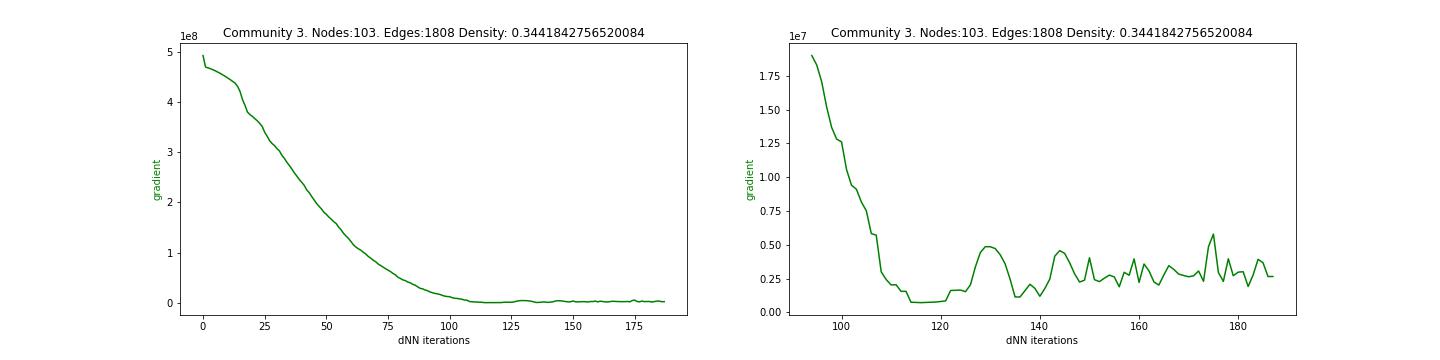 Community 3. Nodes:103. Edges:1808 Density: 0.3441842756520084
1e8
5
4
3
2
1
0
gradient
0 25 50 75 100 125 150 175
dNN iterations
Community 3. Nodes:103. Edges:1808 Density: 0.3441842756520084
1e7
1.75
1.50
1.25
1.00
0.75
0.50
0.25
0.00
gradient
100 120 140 160 180
dNN iterations